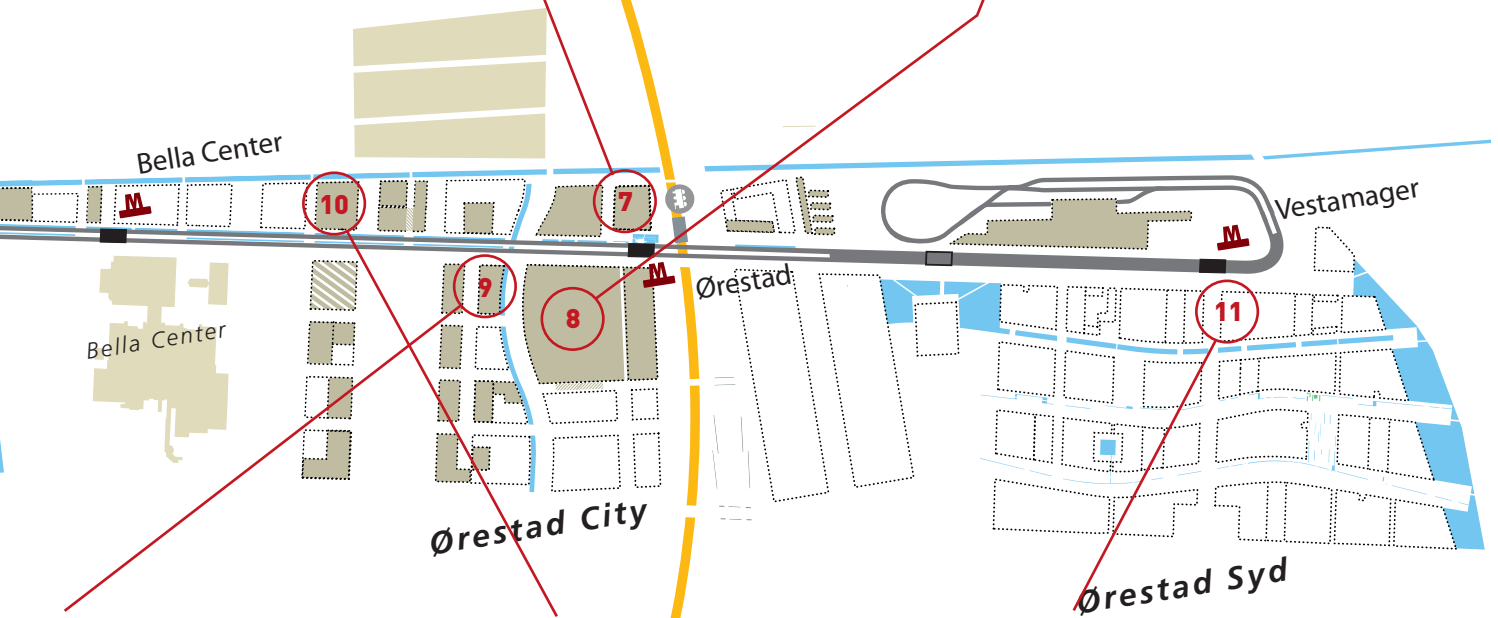 Bella Center
M
10
7
Vestamager
M
9
M
Ørestad
8
11
Bella Center
Ørestad City
Ørestad Syd